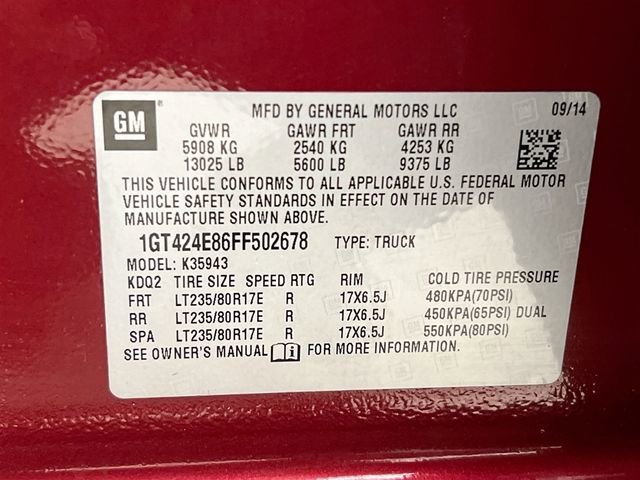 GM
MFD BY GENERAL MOTORS LLC 09/14
GVWR GAWR FRT GAWR RR
5908 KG 2540 KG 4253 KG
13025 LB 5600 LB 9375 LB
THIS VEHICLE CONFORMS TO ALL APPLICABLE U.S. FEDERAL MOTOR
VEHICLE SAFETY STANDARDS IN EFFECT ON THE DATE OF
MANUFACTURE SHOWN ABOVE.
1GT424E86FF502678 TYPE: TRUCK
MODEL: K35943
KDQ2 TIRE SIZE SPEED RTG RIM COLD TIRE PRESSURE
FRT LT235/80R17E R 17X6.5J 480KPA(70PSI)
RR LT235/80R17E R 17X6.5J 450KPA(65PSI) DUAL
SPA LT235/80R17E R 17X6.5J 550KPA(80PSI)
SEE OWNER'S MANUAL i FOR MORE INFORMATION.